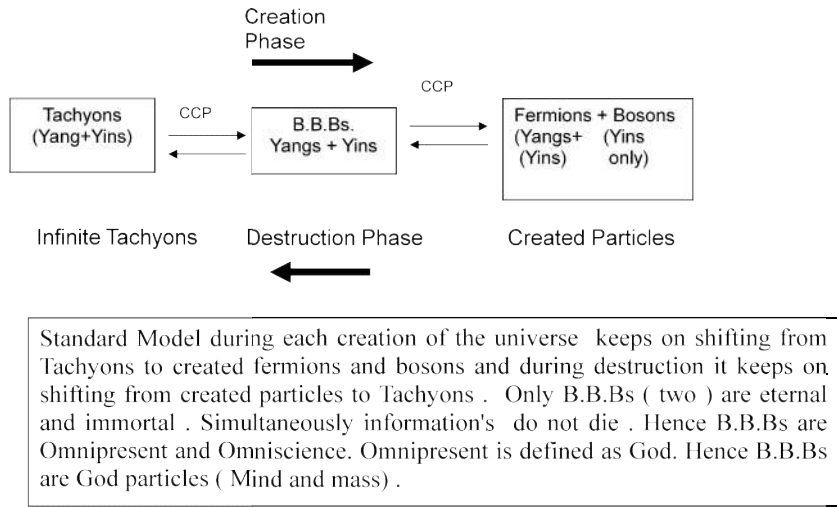 Creation
Phase
CCP
CCP
Tachyons
(Yang+Yins)
B.B.Bs.
Yangs + Yins
Fermions + Bosons
(Yangs+ (Yins
(Yins) only)
Infinite Tachyons
Destruction Phase
Created Particles
Standard Model during each creation of the universe keeps on shifting from
Tachyons to created fermions and bosons and during destruction it keeps on
shifting from created particles to Tachyons . Only B.B.Bs ( two ) are eternal
and immortal . Simultaneously information's do not die . Hence B.B.Bs are
Omnipresent and Omniscience. Omnipresent is defined as God. Hence B.B.Bs
are God particles ( Mind and mass) .